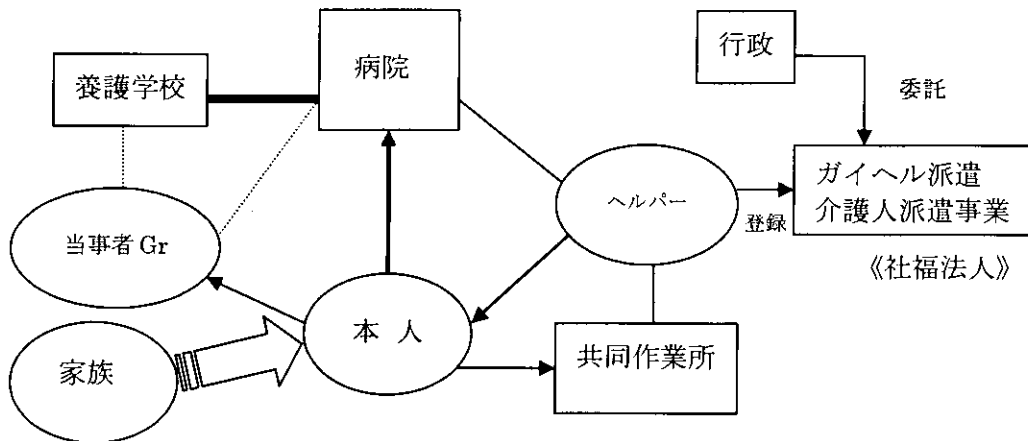 病院
行政
養護学校
委託
ガイヘル派遣
介護人派遣事業
ヘルパー
登録
当事者 Gr
《社福法人》
本 人
共同作業所
家族